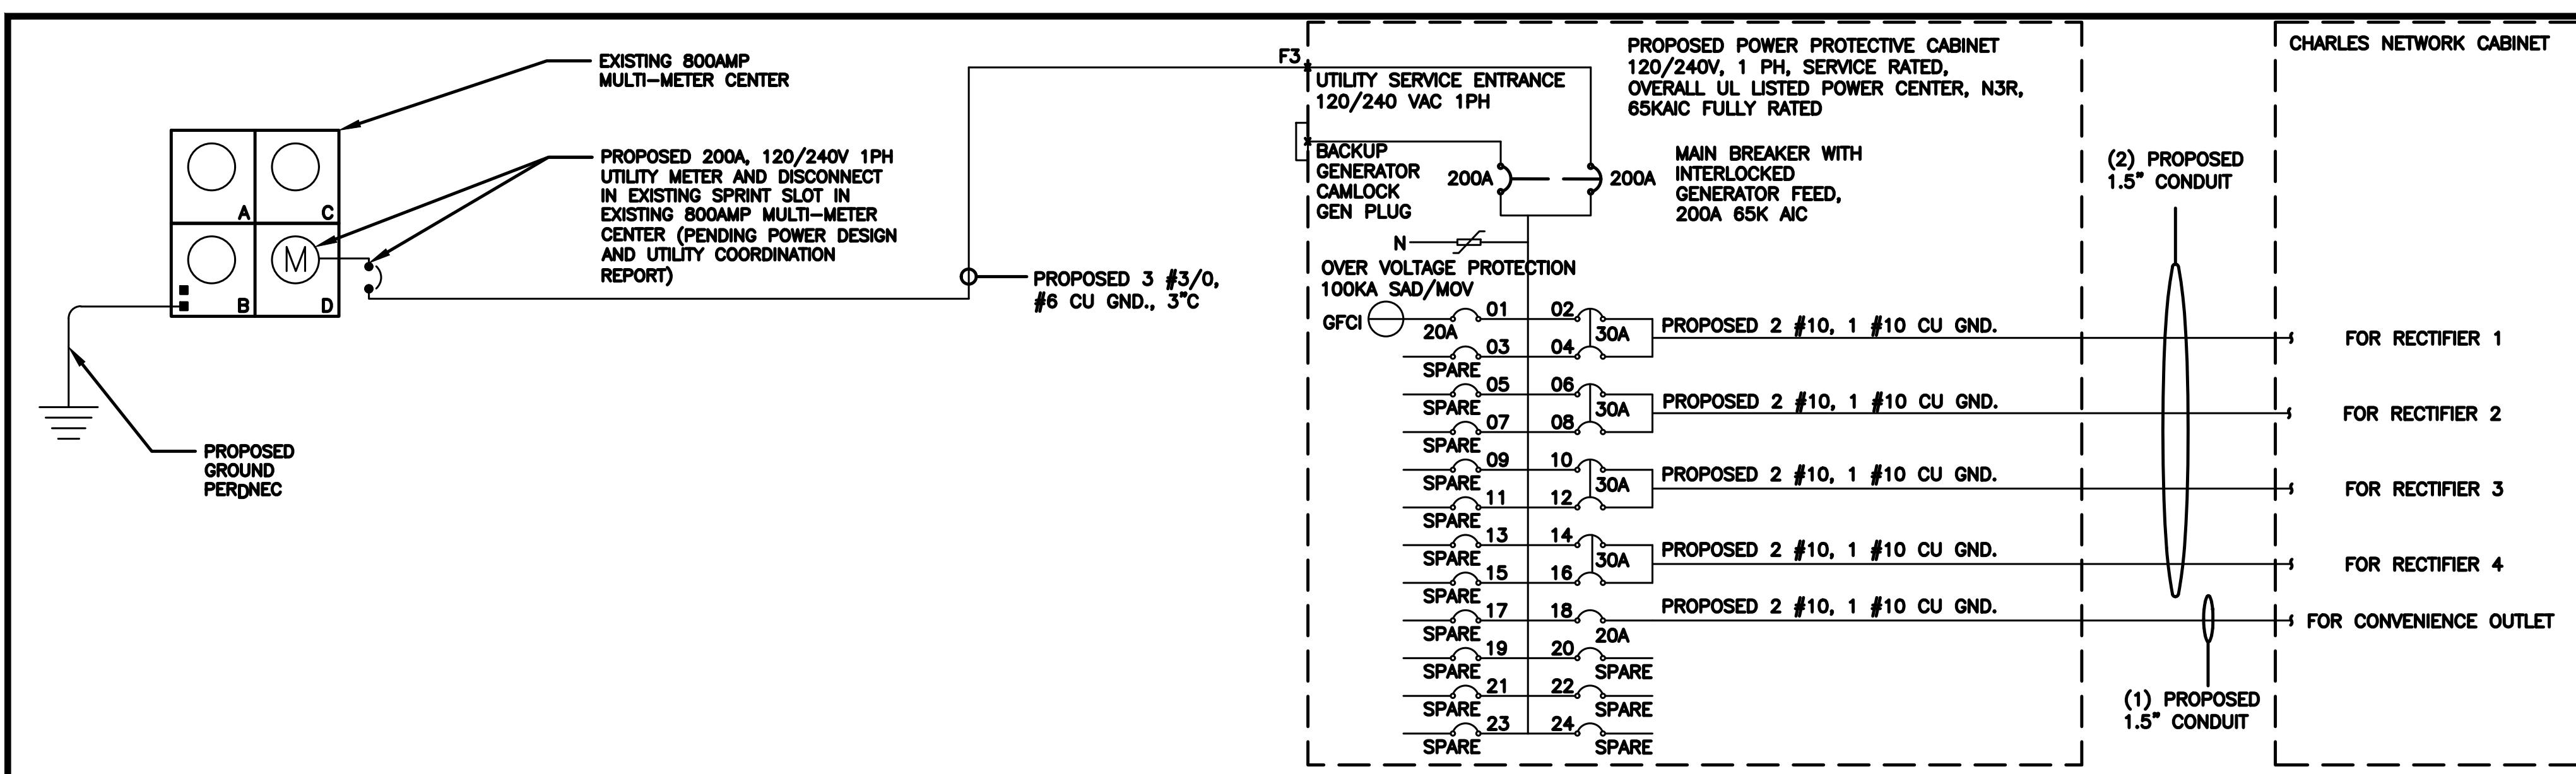 EXISTING 800AMP
MULTI-METER CENTER
PROPOSED 200A, 120/240V 1PH
UTILITY METER AND DISCONNECT
IN EXISTING SPRINT SLOT IN
EXISTING 800AMP MULTI-METER
CENTER (PENDING POWER DESIGN
AND UTILITY COORDINATION
REPORT)
A
C
B
M
D
PROPOSED
GROUND
PERDNEC
PROPOSED 3 #3/0,
#6 CU GND., 3"C
F3
UTILITY SERVICE ENTRANCE
120/240 VAC 1PH
PROPOSED POWER PROTECTIVE CABINET
120/240V, 1 PH, SERVICE RATED,
OVERALL UL LISTED POWER CENTER, N3R,
65KAIC FULLY RATED
BACKUP
GENERATOR
CAMLOCK
GEN PLUG
200A
200A
MAIN BREAKER WITH
INTERLOCKED
GENERATOR FEED,
200A 65K AIC
N
OVER VOLTAGE PROTECTION
100KA SAD/MOV
GFCI
20A
01
02
30A
PROPOSED 2 #10, 1 #10 CU GND.
03
04
SPARE
05
06
30A
PROPOSED 2 #10, 1 #10 CU GND.
SPARE
07
08
SPARE
09
10
30A
PROPOSED 2 #10, 1 #10 CU GND.
SPARE
11
12
SPARE
13
14
30A
PROPOSED 2 #10, 1 #10 CU GND.
SPARE
15
16
SPARE
17
18
20A
PROPOSED 2 #10, 1 #10 CU GND.
SPARE
19
20
SPARE
SPARE
21
22
SPARE
SPARE
23
24
SPARE
SPARE
(2) PROPOSED
1.5" CONDUIT
(1) PROPOSED
1.5" CONDUIT
CHARLES NETWORK CABINET
FOR RECTIFIER 1
FOR RECTIFIER 2
FOR RECTIFIER 3
FOR RECTIFIER 4
FOR CONVENIENCE OUTLET